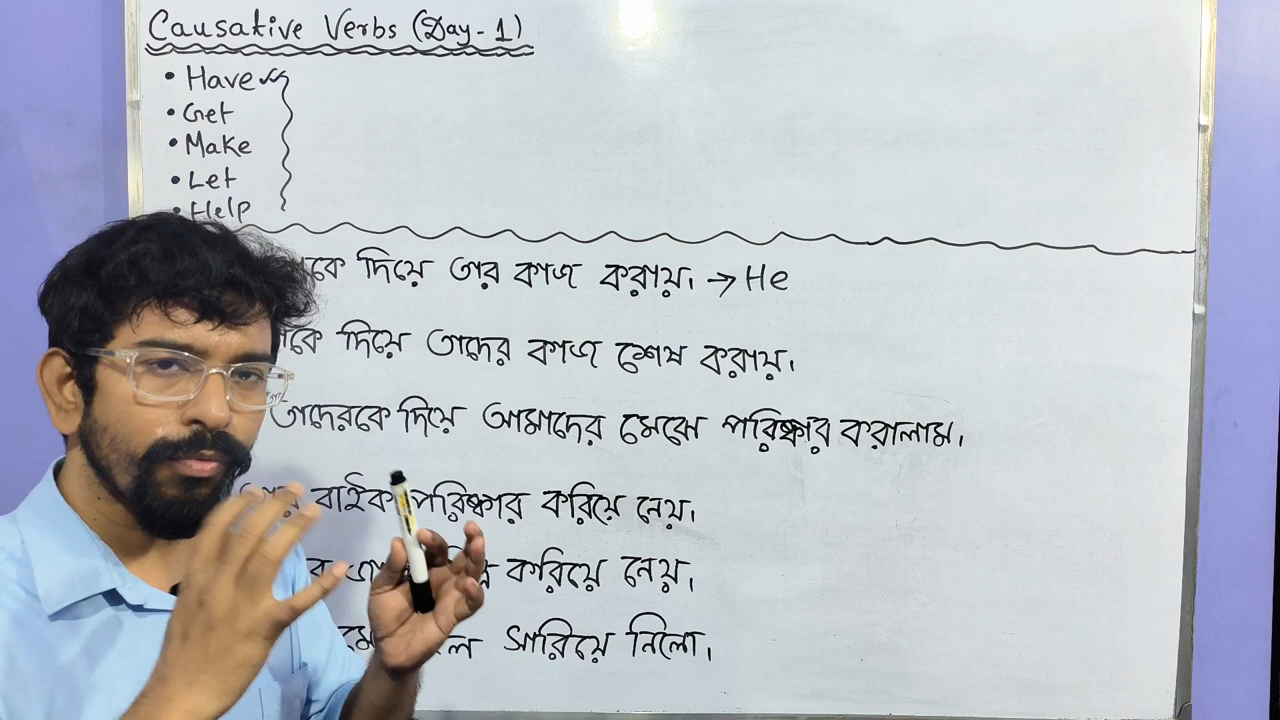 Causative Verbs (Day-1)
• Have
• Get
• Make
• Let
• Help
দিয়ে তার কাজ করায়। → He
দিয়ে তাদের কাজ শেষ করায়।
তাদেরকে দিয়ে আমাদের মেঝে পরিষ্কার করালাম।
বাইক পরিষ্কার করিয়ে নেয়।
করিয়ে নেয়।
সারিয়ে নিলো।